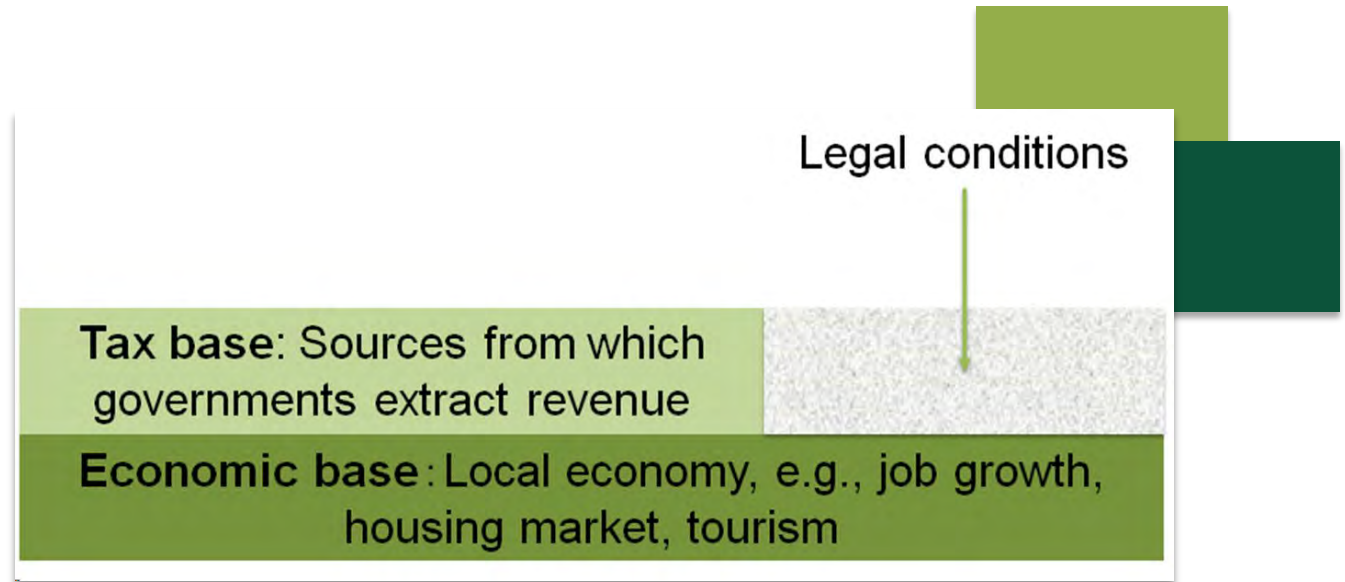 Legal conditions
Tax base: Sources from which
governments extract revenue
Economic base: Local economy, e.g., job growth,
housing market, tourism